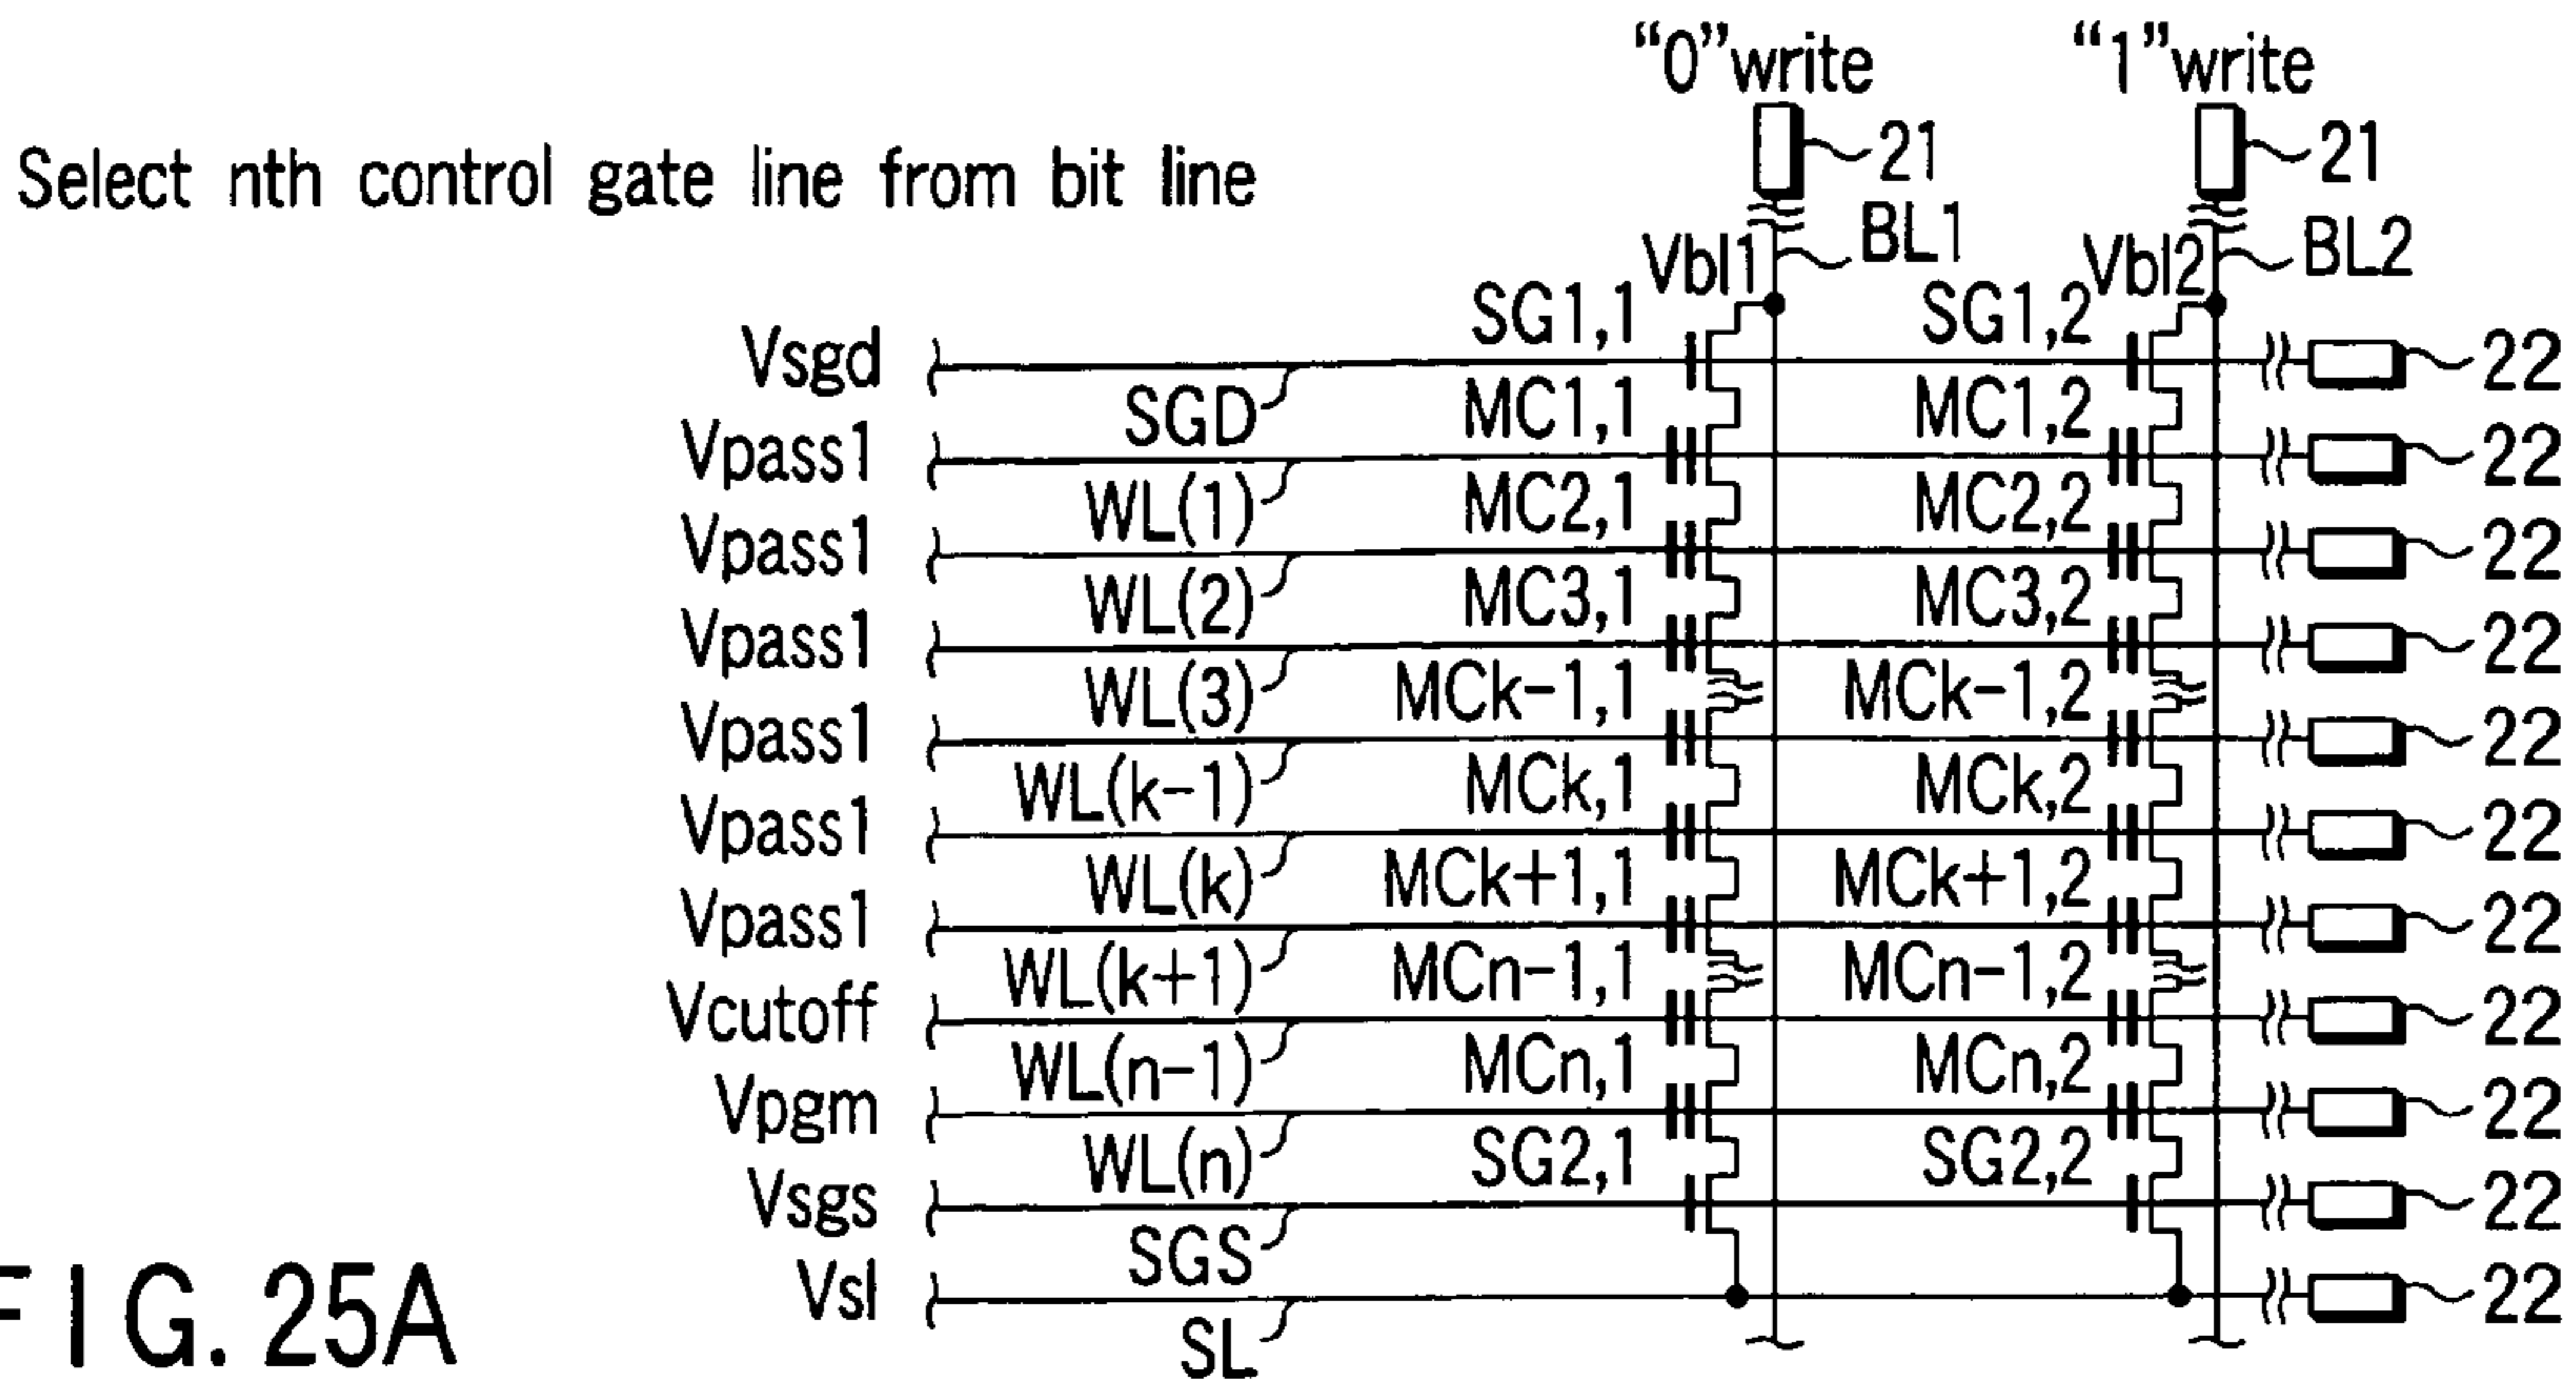 “0”write “1”write
Select nth control gate line from bit line
21 21
Vbl1 BL1 Vbl2 BL2
Vsgd SGD SG1,1 SG1,2 22
Vpass1 WL(1) MC1,1 MC1,2 22
Vpass1 WL(2) MC2,1 MC2,2 22
Vpass1 WL(3) MC3,1 MC3,2 22
Vpass1 WL(k-1) MCk-1,1 MCk-1,2 22
Vpass1 WL(k) MCk,1 MCk,2 22
Vpass1 WL(k+1) MCk+1,1 MCk+1,2 22
Vcutoff WL(n-1) MCn-1,1 MCn-1,2 22
Vpgm WL(n) MCn,1 MCn,2 22
Vsgs SGS SG2,1 SG2,2 22
Vsl SL 22
FIG. 25A